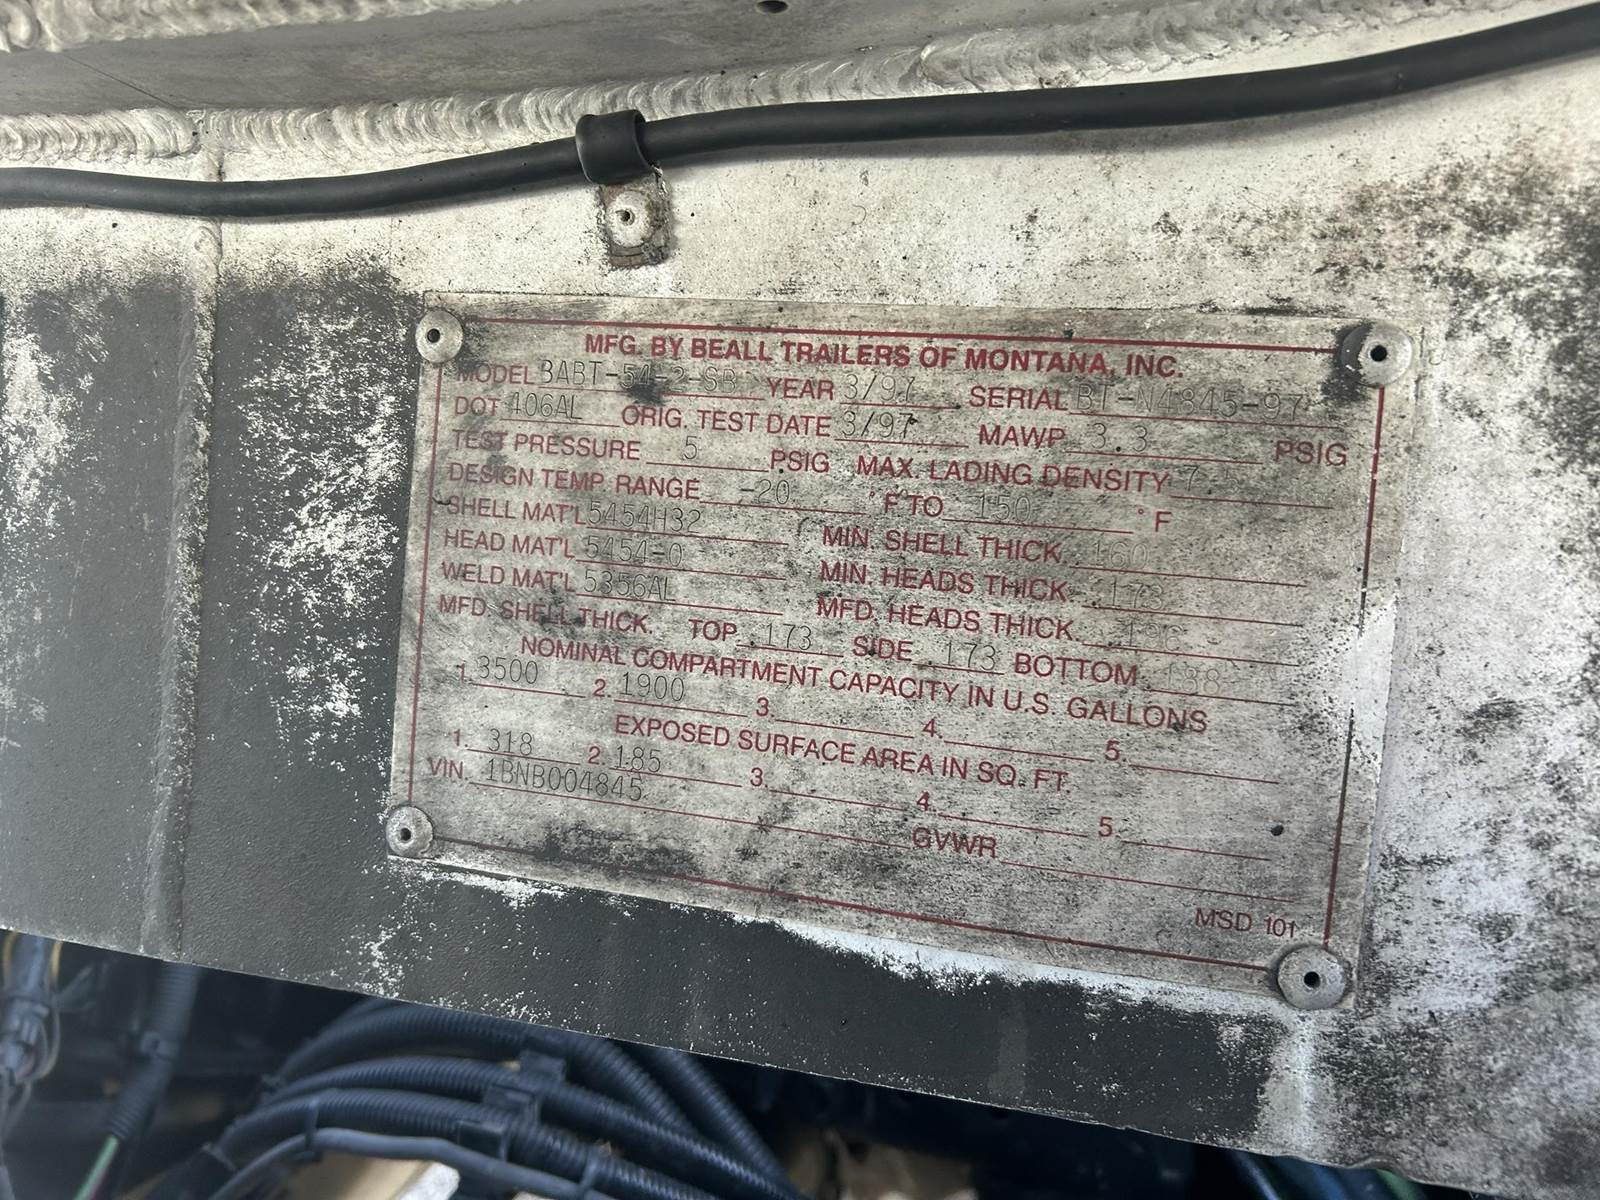 MFG. BY BEALL TRAILERS OF MONTANA, INC.
MODEL BABT-54-2-SB YEAR 3/97 SERIAL BT-N4845-97
DOT 406AL ORIG. TEST DATE 3/97 MAWP 3.3 PSIG
TEST PRESSURE 5 PSIG MAX. LADING DENSITY
DESIGN TEMP. RANGE -20 °F TO 150 °F
SHELL MAT'L 5454H32 MIN. SHELL THICK. .160
HEAD MAT'L 5454-0 MIN. HEADS THICK. .173
WELD MAT'L 5356AL MFD. HEADS THICK.
MFD. SHELL THICK. TOP .173 SIDE .173 BOTTOM
NOMINAL COMPARTMENT CAPACITY IN U.S. GALLONS
1. 3500 2. 1900 3. 4. 5.
EXPOSED SURFACE AREA IN SQ. FT.
1. 318 2. 185 3. 4. 5.
VIN. 1BNB004845 GVWR
MSD 101